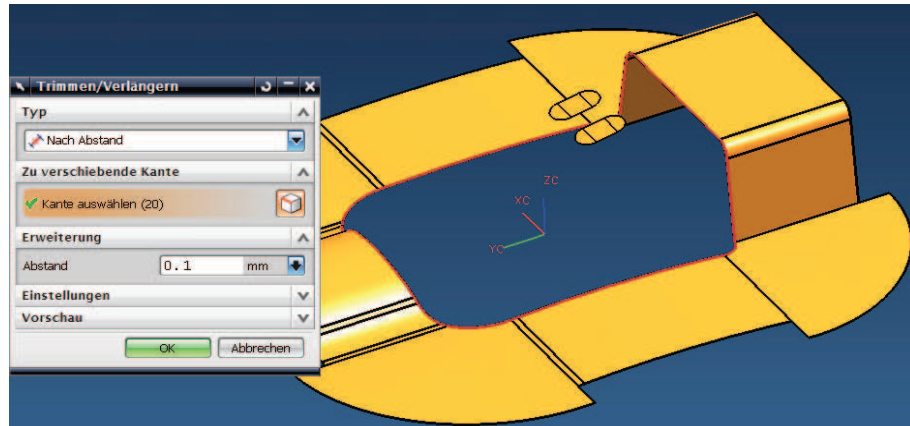 Trimmen/Verlängern
Typ
Nach Abstand
Zu verschiebende Kante
Kante auswählen (20)
Erweiterung
Abstand 0.1 mm
Einstellungen
Vorschau
OK Abbrechen
ZC
XC
YC